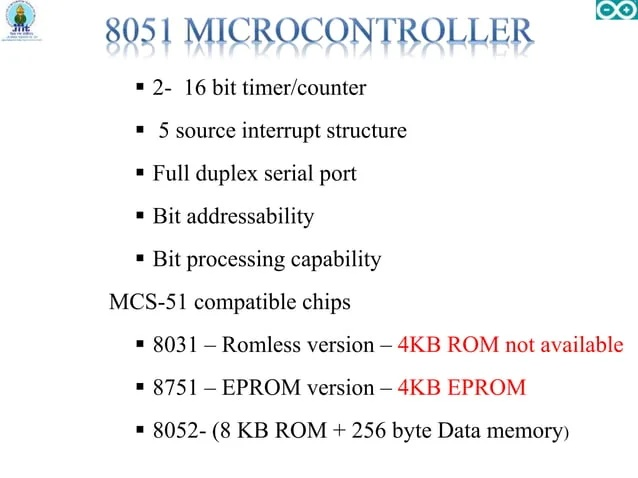 8051 MICROCONTROLLER
▪ 2- 16 bit timer/counter
▪ 5 source interrupt structure
▪ Full duplex serial port
▪ Bit addressability
▪ Bit processing capability
MCS-51 compatible chips
▪ 8031 – Romless version – 4KB ROM not available
▪ 8751 – EPROM version – 4KB EPROM
▪ 8052- (8 KB ROM + 256 byte Data memory)